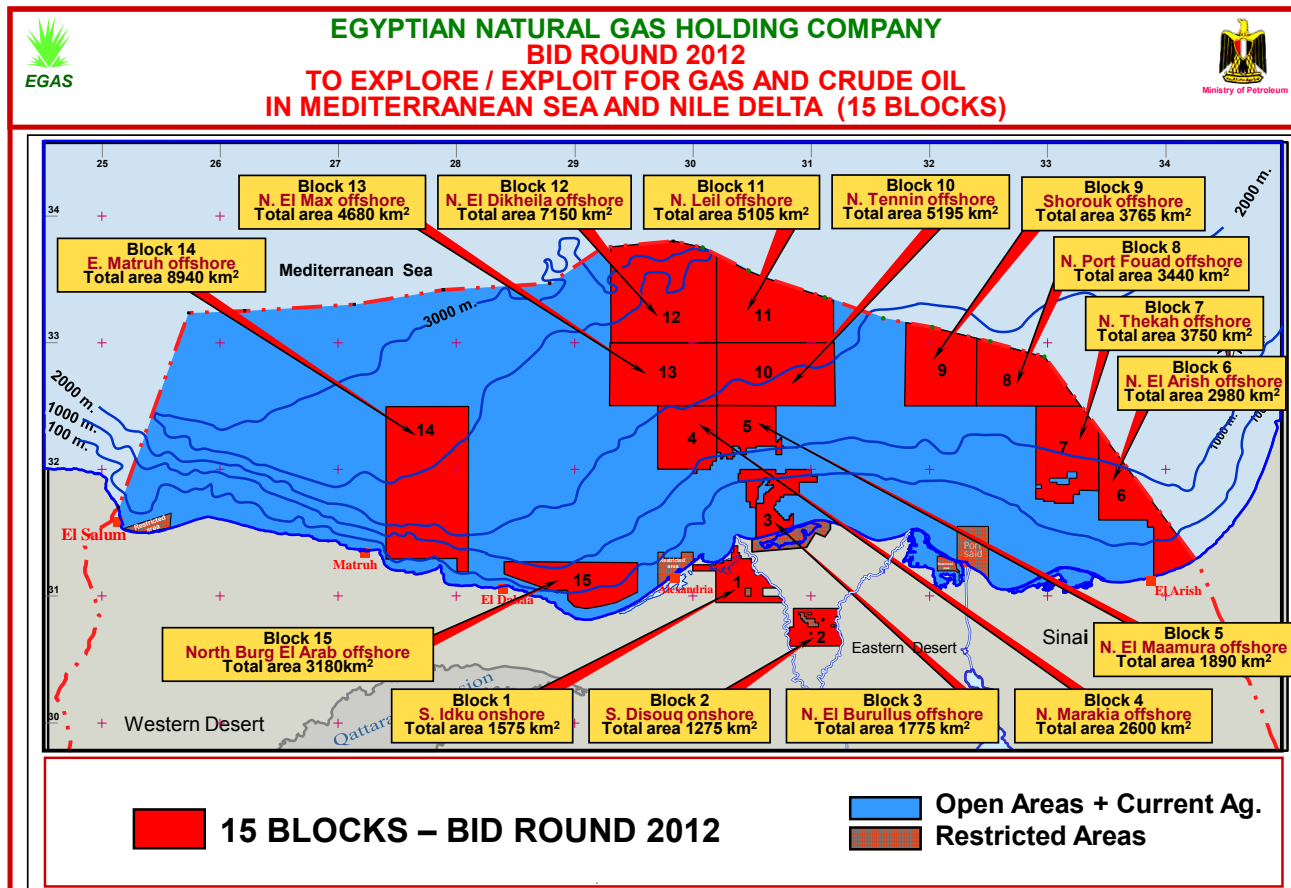 EGYPTIAN NATURAL GAS HOLDING COMPANY
BID ROUND 2012
TO EXPLORE / EXPLOIT FOR GAS AND CRUDE OIL
IN MEDITERRANEAN SEA AND NILE DELTA (15 BLOCKS)
EGAS
Ministry of Petroleum
25 26 27 28 29 30 31 32 33 34
34
33
32
31
30
Block 13
N. El Max offshore
Total area 4680 km²
Block 12
N. El Dikheila offshore
Total area 7150 km²
Block 11
N. Leil offshore
Total area 5105 km²
Block 10
N. Tennin offshore
Total area 5195 km²
Block 9
Shorouk offshore
Total area 3765 km²
2000 m.
Block 14
E. Matruh offshore
Total area 8940 km²
Mediterranean Sea
Block 8
N. Port Fouad offshore
Total area 3440 km²
3000 m.
Block 7
N. Thekah offshore
Total area 3750 km²
Block 6
N. El Arish offshore
Total area 2980 km²
2000 m.
1000 m.
100 m.
1000 m.
12
11
13
10
9
8
14
4
5
7
6
3
15
1
2
El Salum
Restricted area
Matruh
El Dabaa
Alexandria
Port said
El Arish
Block 15
North Burg El Arab offshore
Total area 3180km²
Eastern Desert
Sinai
Block 5
N. El Maamura offshore
Total area 1890 km²
Western Desert
Block 1
S. Idku onshore
Total area 1575 km²
Block 2
S. Disouq onshore
Total area 1275 km²
Block 3
N. El Burullus offshore
Total area 1775 km²
Block 4
N. Marakia offshore
Total area 2600 km²
15 BLOCKS – BID ROUND 2012
Open Areas + Current Ag.
Restricted Areas